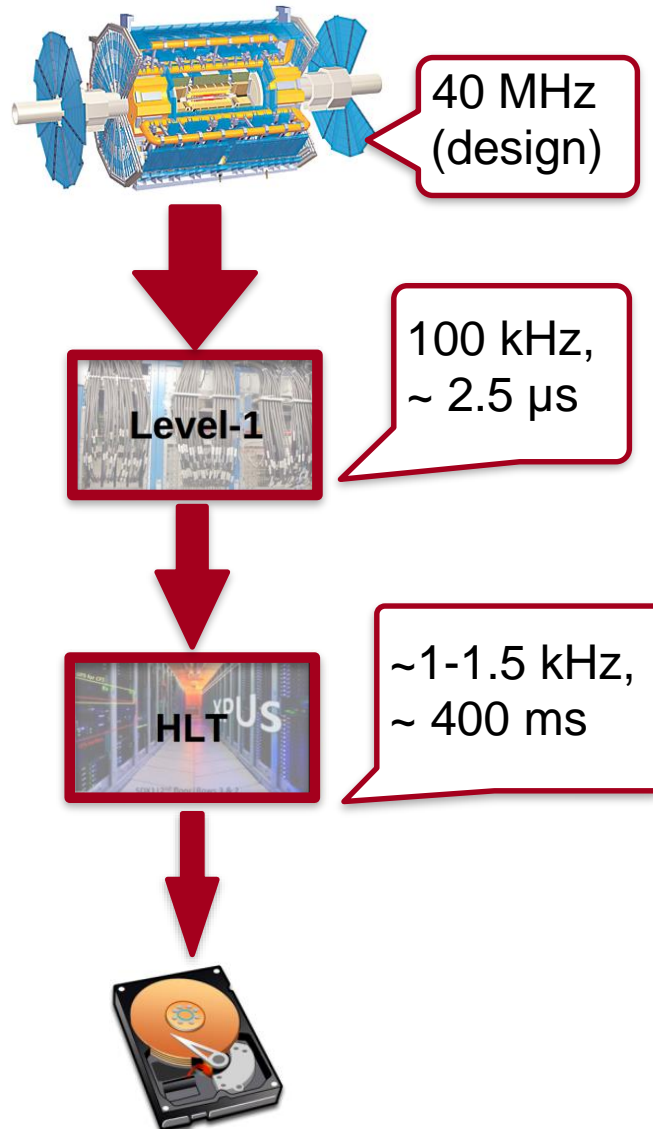 40 MHz
(design)
100 kHz,
~ 2.5 µs
Level-1
~1-1.5 kHz,
~ 400 ms
HLT